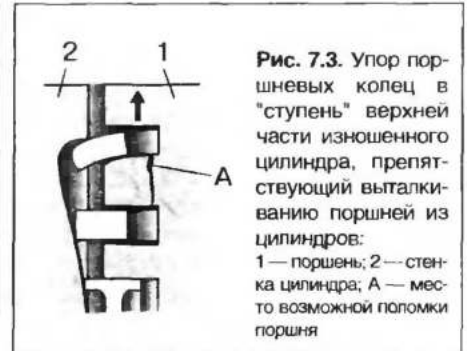 2 1
А
Рис. 7.3. Упор пор-
шневых колец в
"ступень" верхней
части изношенного
цилиндра, препят-
ствующий выталки-
ванию поршней из
цилиндров:
1 — поршень; 2 — стен-
ка цилиндра; А — мес-
то возможной поломки
поршня